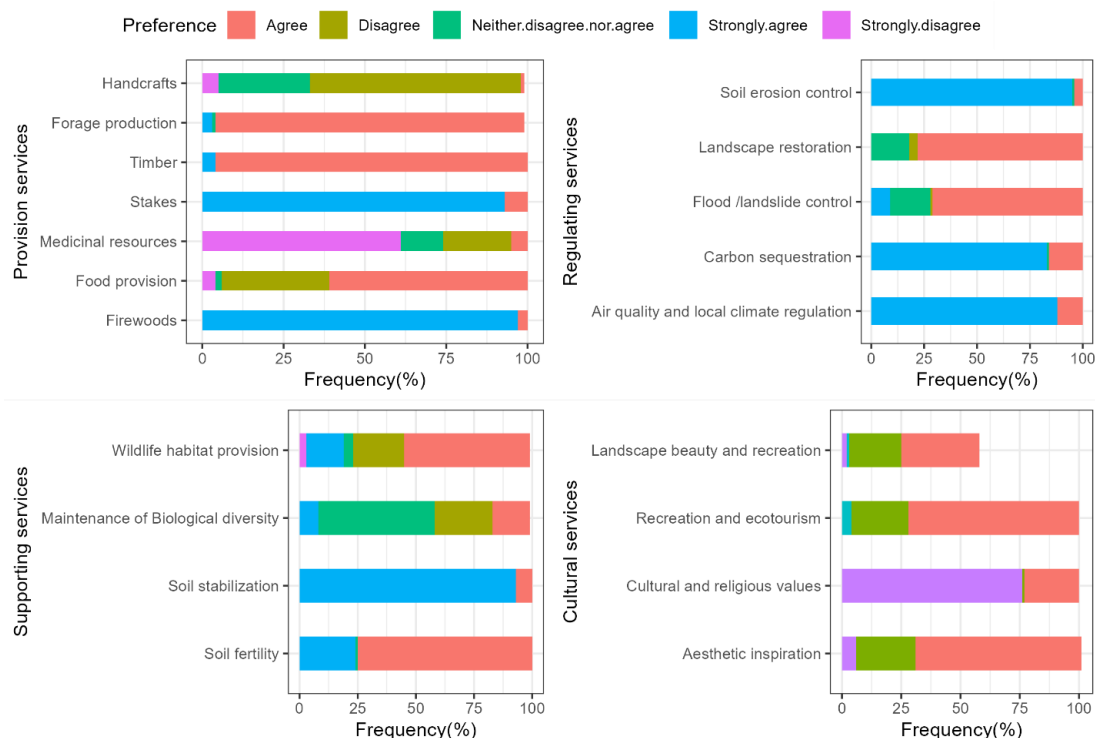 Preference Agree Disagree Neither.disagree.nor.agree Strongly.agree Strongly.disagree
Provision services
Handcrafts
Forage production
Timber
Stakes
Medicinal resources
Food provision
Firewoods
0 25 50 75 100
Frequency(%)
Regulating services
Soil erosion control
Landscape restoration
Flood /landslide control
Carbon sequestration
Air quality and local climate regulation
0 25 50 75 100
Frequency(%)
Supporting services
Wildlife habitat provision
Maintenance of Biological diversity
Soil stabilization
Soil fertility
0 25 50 75 100
Frequency(%)
Cultural services
Landscape beauty and recreation
Recreation and ecotourism
Cultural and religious values
Aesthetic inspiration
0 25 50 75 100
Frequency(%)